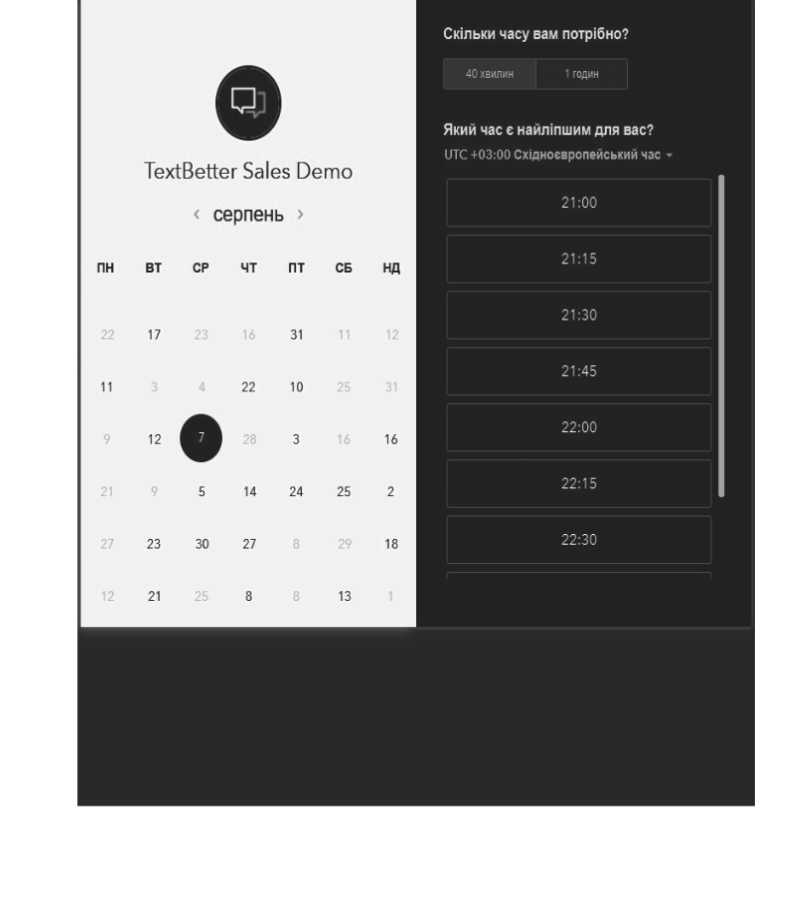 TextBetter Sales Demo
‹ серпень ›
ПН ВТ СР ЧТ ПТ СБ НД
22 17 23 16 31 11 12
11 3 4 22 10 25 31
9 12 7 28 3 16 16
21 9 5 14 24 25 2
27 23 30 27 8 29 18
12 21 25 8 8 13 1
Скільки часу вам потрібно?
40 хвилин 1 годин
Який час є найліпшим для вас?
UTC +03:00 Східноєвропейський час
21:00
21:15
21:30
21:45
22:00
22:15
22:30